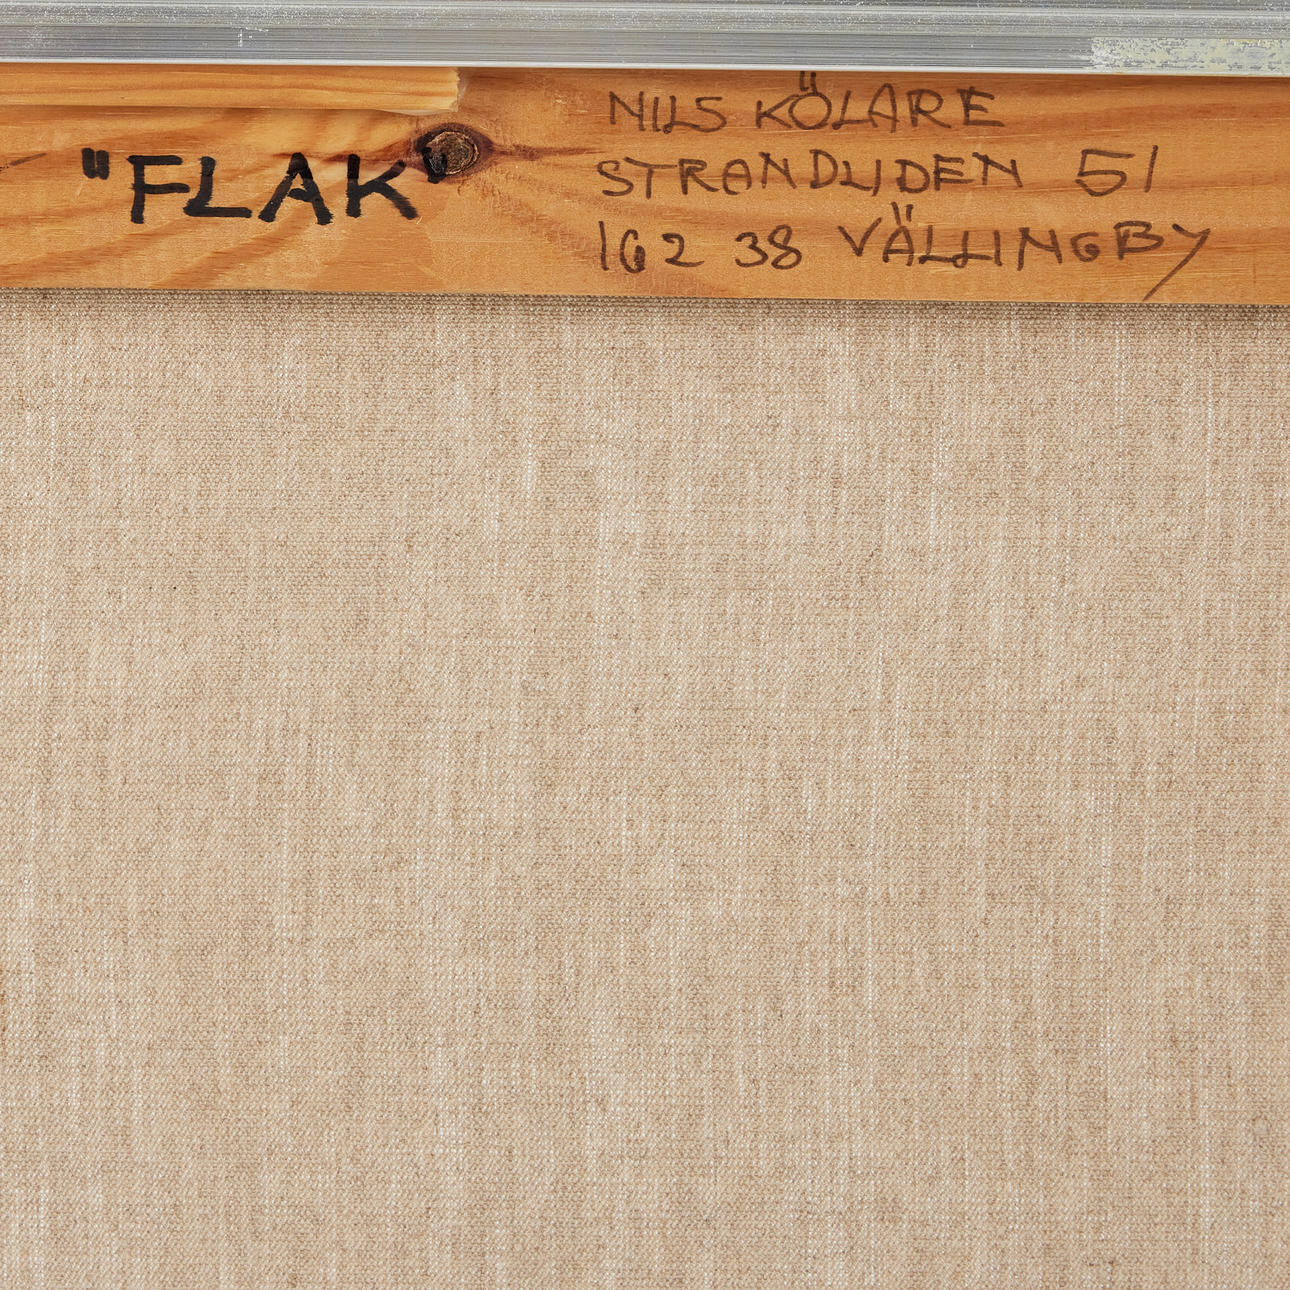 "FLAK"
NILS KÖLARE
STRANDLIDEN 51
162 38 VÄLLINGBY